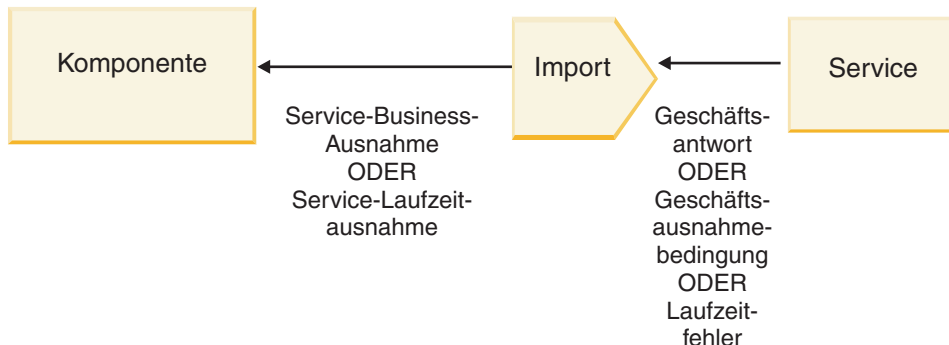 Komponente
Import
Service
Service-Business-
Ausnahme
ODER
Service-Laufzeit-
ausnahme
Geschäfts-
antwort
ODER
Geschäfts-
ausnahme-
bedingung
ODER
Laufzeit-
fehler